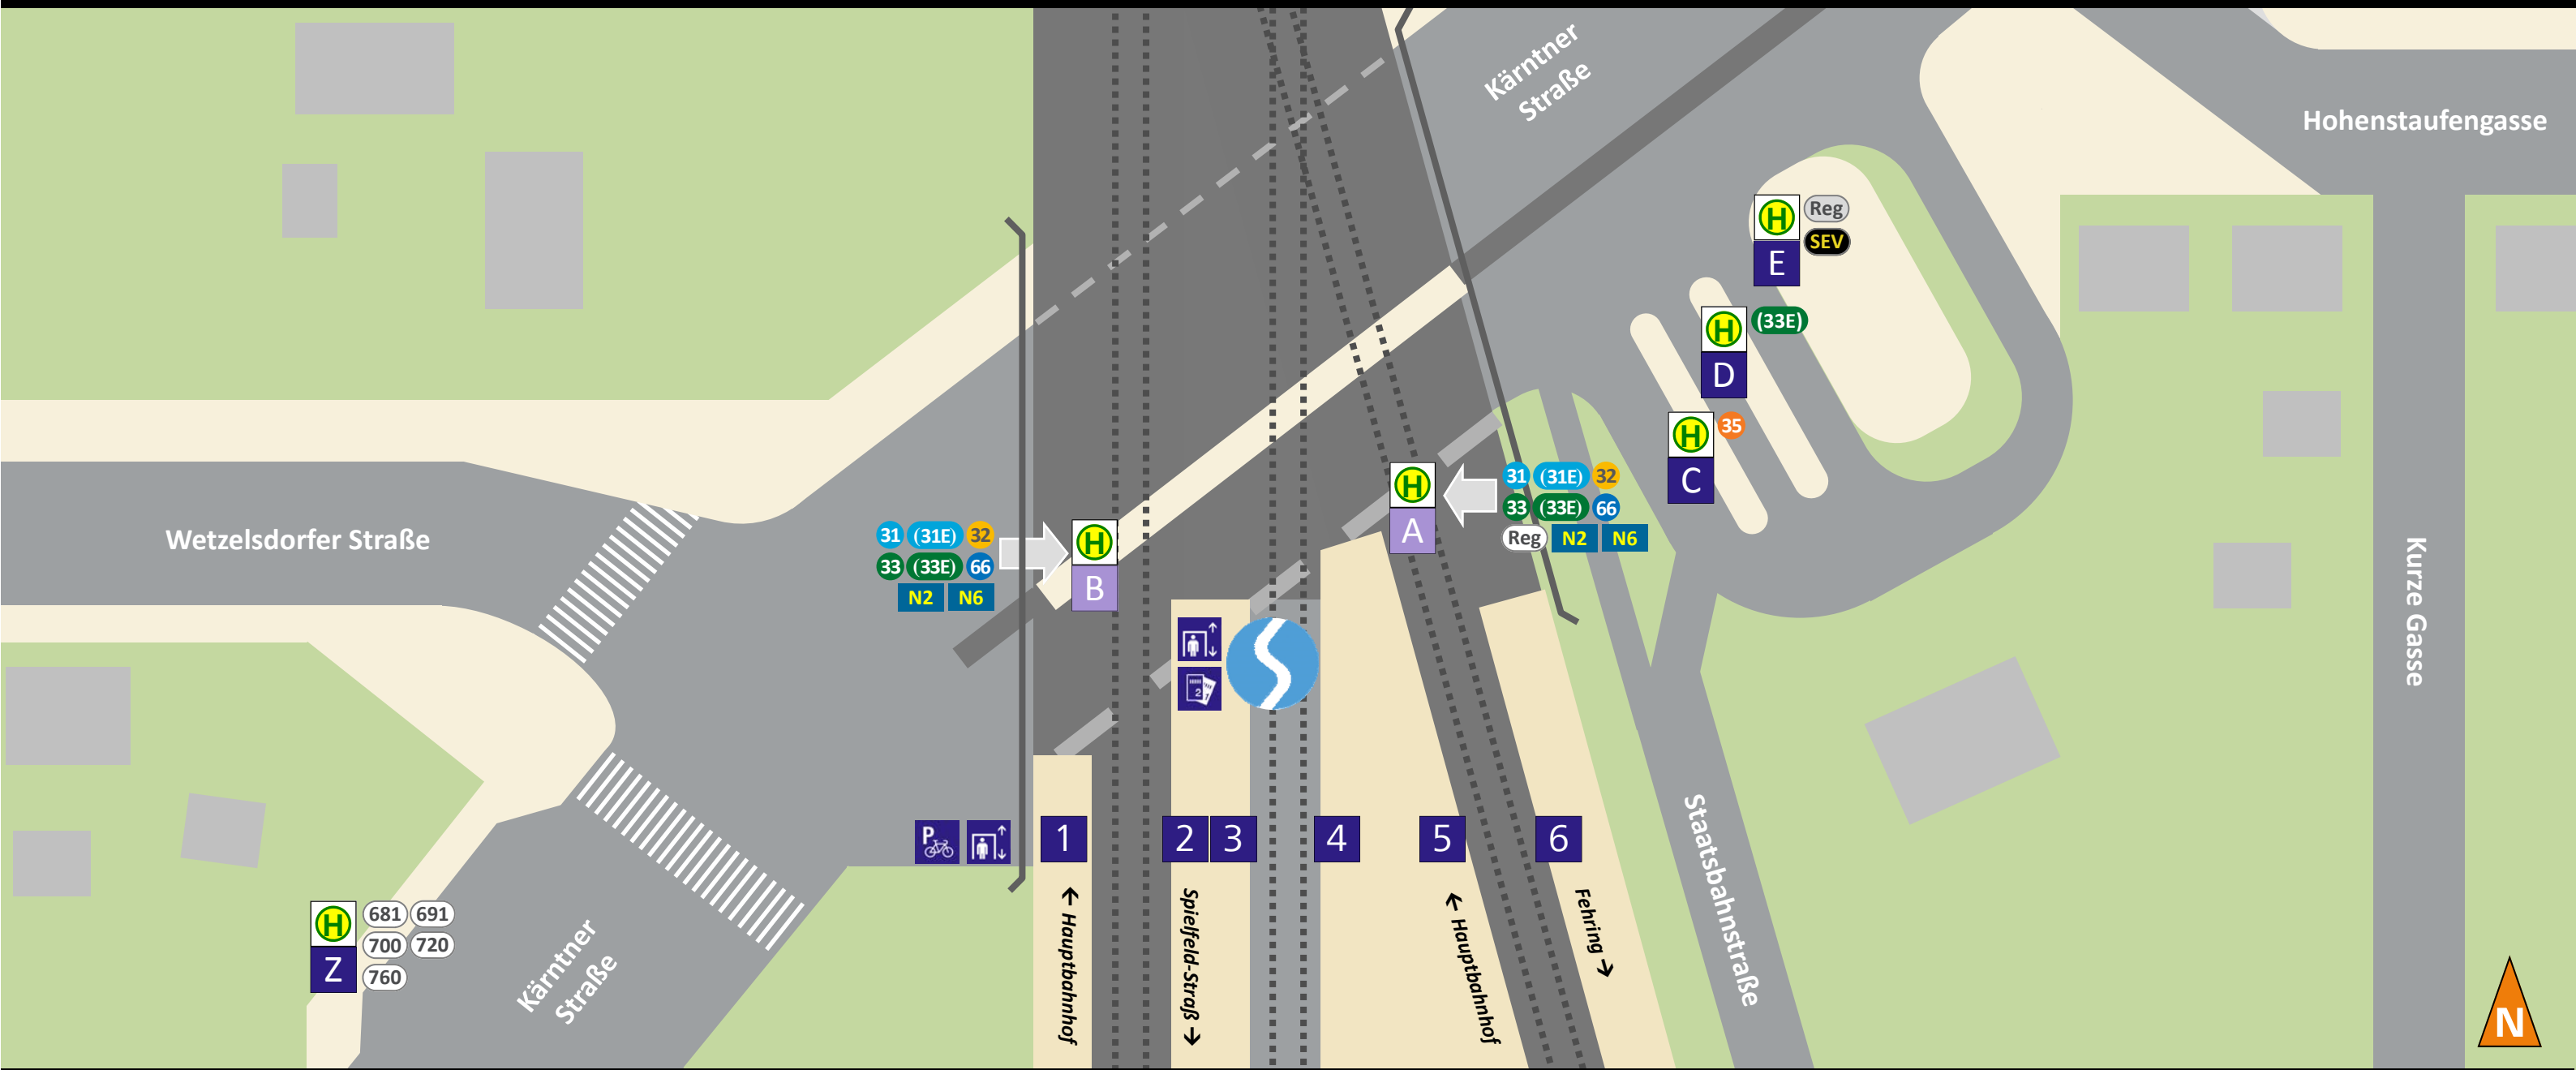 Kärntner
Straße
Hohenstaufengasse
H Reg
SEV
E
H (33E)
D
H 35
C
H 31 (31E) 32
33 (33E) 66
A
Reg N2 N6
Wetzelsdorfer Straße
31 (31E) 32 H
33 (33E) 66
B
N2 N6
Kurze Gasse
2 1
P
1 2 3 4 5 6
← Hauptbahnhof
Spielfeld-Straß →
← Hauptbahnhof
Fehring →
Staatsbahnstraße
H 681 691
700 720
Z 760
Kärntner
Straße
N